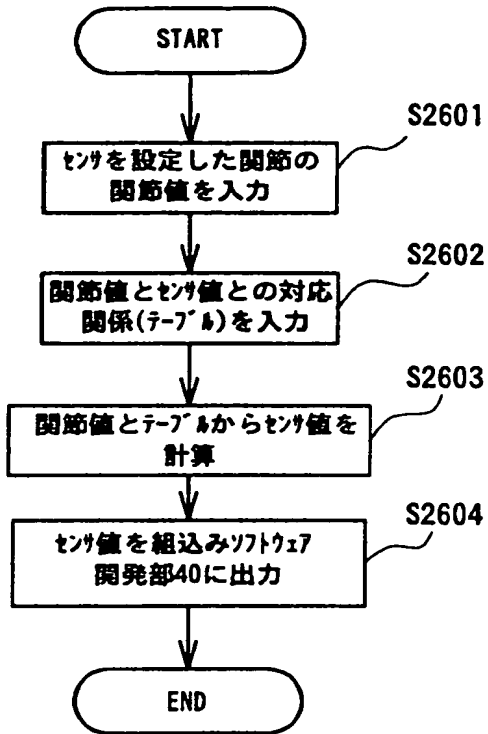 START
S2601
ｾﾝｻを設定した関節の
関節値を入力
S2602
関節値とｾﾝｻ値との対応
関係(ﾃｰﾌﾞﾙ)を入力
S2603
関節値とﾃｰﾌﾞﾙからｾﾝｻ値を
計算
S2604
ｾﾝｻ値を組込みｿﾌﾄｳｪｱ
開発部40に出力
END